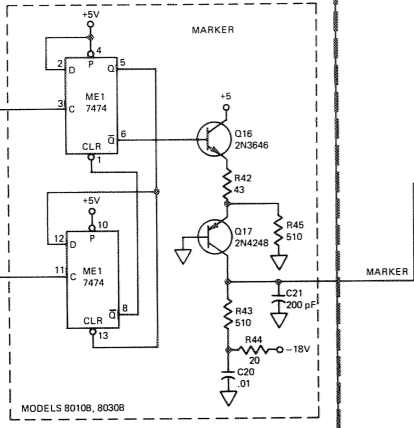 +5V
MARKER
2
D
P
4
Q
5
3
C
ME1
7474
+5
CLR
Q̅
6
Q16
2N3646
1
R42
43
+5V
10
P
12
D
Q17
2N4248
R45
510
11
C
ME1
7474
MARKER
Q̅
8
C21
200 pF
CLR
13
R43
510
R44
20
−18V
C20
.01
MODELS 8010B, 8030B